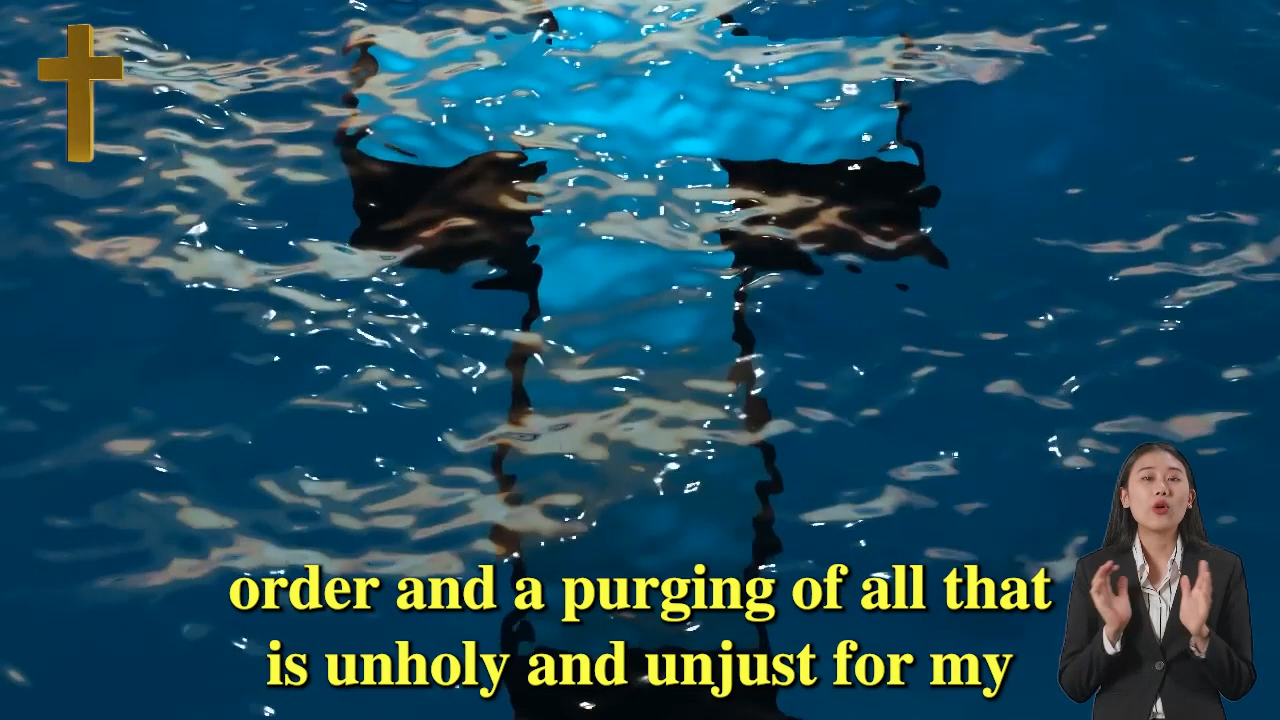 order and a purging of all that
is unholy and unjust for my